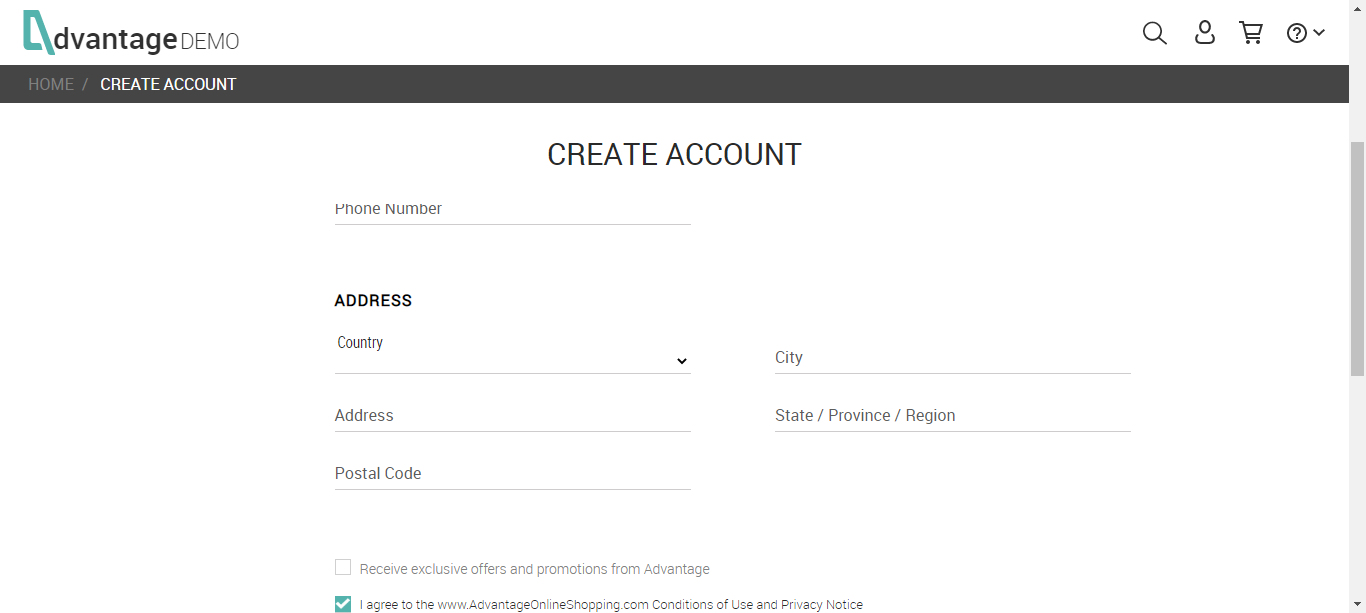 dvantage DEMO
HOME / CREATE ACCOUNT
CREATE ACCOUNT
Phone Number
ADDRESS
Country
City
Address
State / Province / Region
Postal Code
Receive exclusive offers and promotions from Advantage
I agree to the www.AdvantageOnlineShopping.com Conditions of Use and Privacy Notice